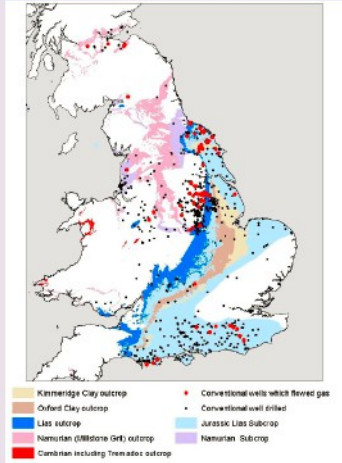 Kimmeridge Clay outcrop
Oxford Clay outcrop
Lias outcrop
Namurian (Millstone Grit) outcrop
Cambrian including Tremadoc outcrop
Conventional wells which flowed gas
Conventional well drilled
Jurassic Lias Subcrop
Namurian Subcrop